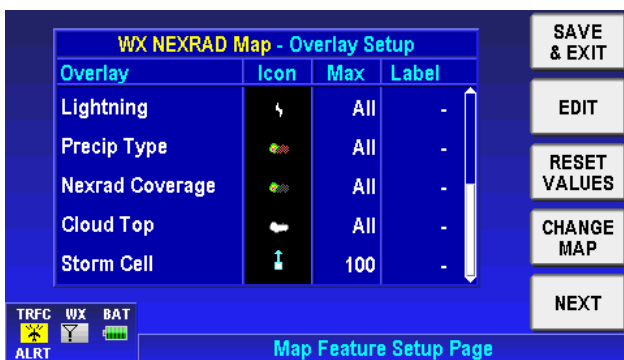 WX NEXRAD Map - Overlay Setup
Overlay Icon Max Label
Lightning All -
Precip Type All -
Nexrad Coverage All -
Cloud Top All -
Storm Cell 100 -
SAVE
& EXIT
EDIT
RESET
VALUES
CHANGE
MAP
NEXT
TRFC WX BAT
ALRT
Map Feature Setup Page